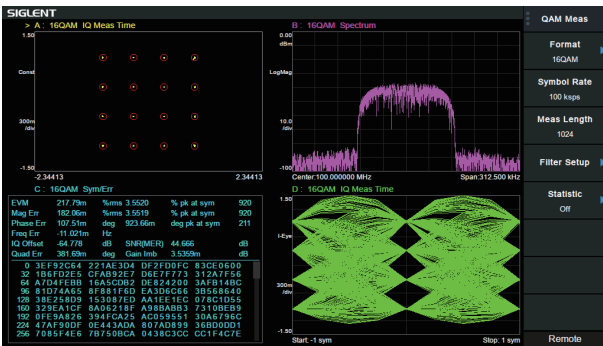 SIGLENT
> A : 16QAM IQ Meas Time
1.50
Const
300m
/div
-1.50
-2.34413 2.34413
B : 16QAM Spectrum
0.00
dBm
LogMag
10.0
/div
-100
Center:100.00000 MHz Span:312.500 kHz
C : 16QAM Sym/Err
EVM 217.79m %rms 3.5520 % pk at sym 920
Mag Err 182.06m %rms 3.5519 % pk at sym 920
Phase Err 107.51m deg 923.66m deg pk at sym 211
Freq Err -11.021m Hz
IQ Offset -64.778 dB SNR(MER) 44.666 dB
Quad Err 381.69m deg Gain Imb 3.5359m dB
0 3EF92C64 221AE3D4 DF2FD0FC 83CE0600
32 1B6FD2E5 CFAB92E7 D6E7F773 312A7F56
64 A7D4FEBB 16A5CDB2 DE824200 3AFB14BC
96 81D74A65 8F881F6D EA3D6C66 3B568640
128 38E258D9 153087ED AA1EE1EC 078C1D55
160 329EA1CF 8A06218F A98BABB3 7310BEB9
192 0FE9A826 394FCA25 AC059551 30A6796C
224 47AF90DF 0E443ADA 807AD899 36BD0DD1
256 7085F4E6 7B750BCA 0438C3CC CC1F4C7E
D : 16QAM IQ Meas Time
1.50
I-Eye
300m
/div
-1.50
Start: -1 sym Stop: 1 sym
QAM Meas
Format
16QAM
Symbol Rate
100 ksps
Meas Length
1024
Filter Setup
Statistic
Off
Remote